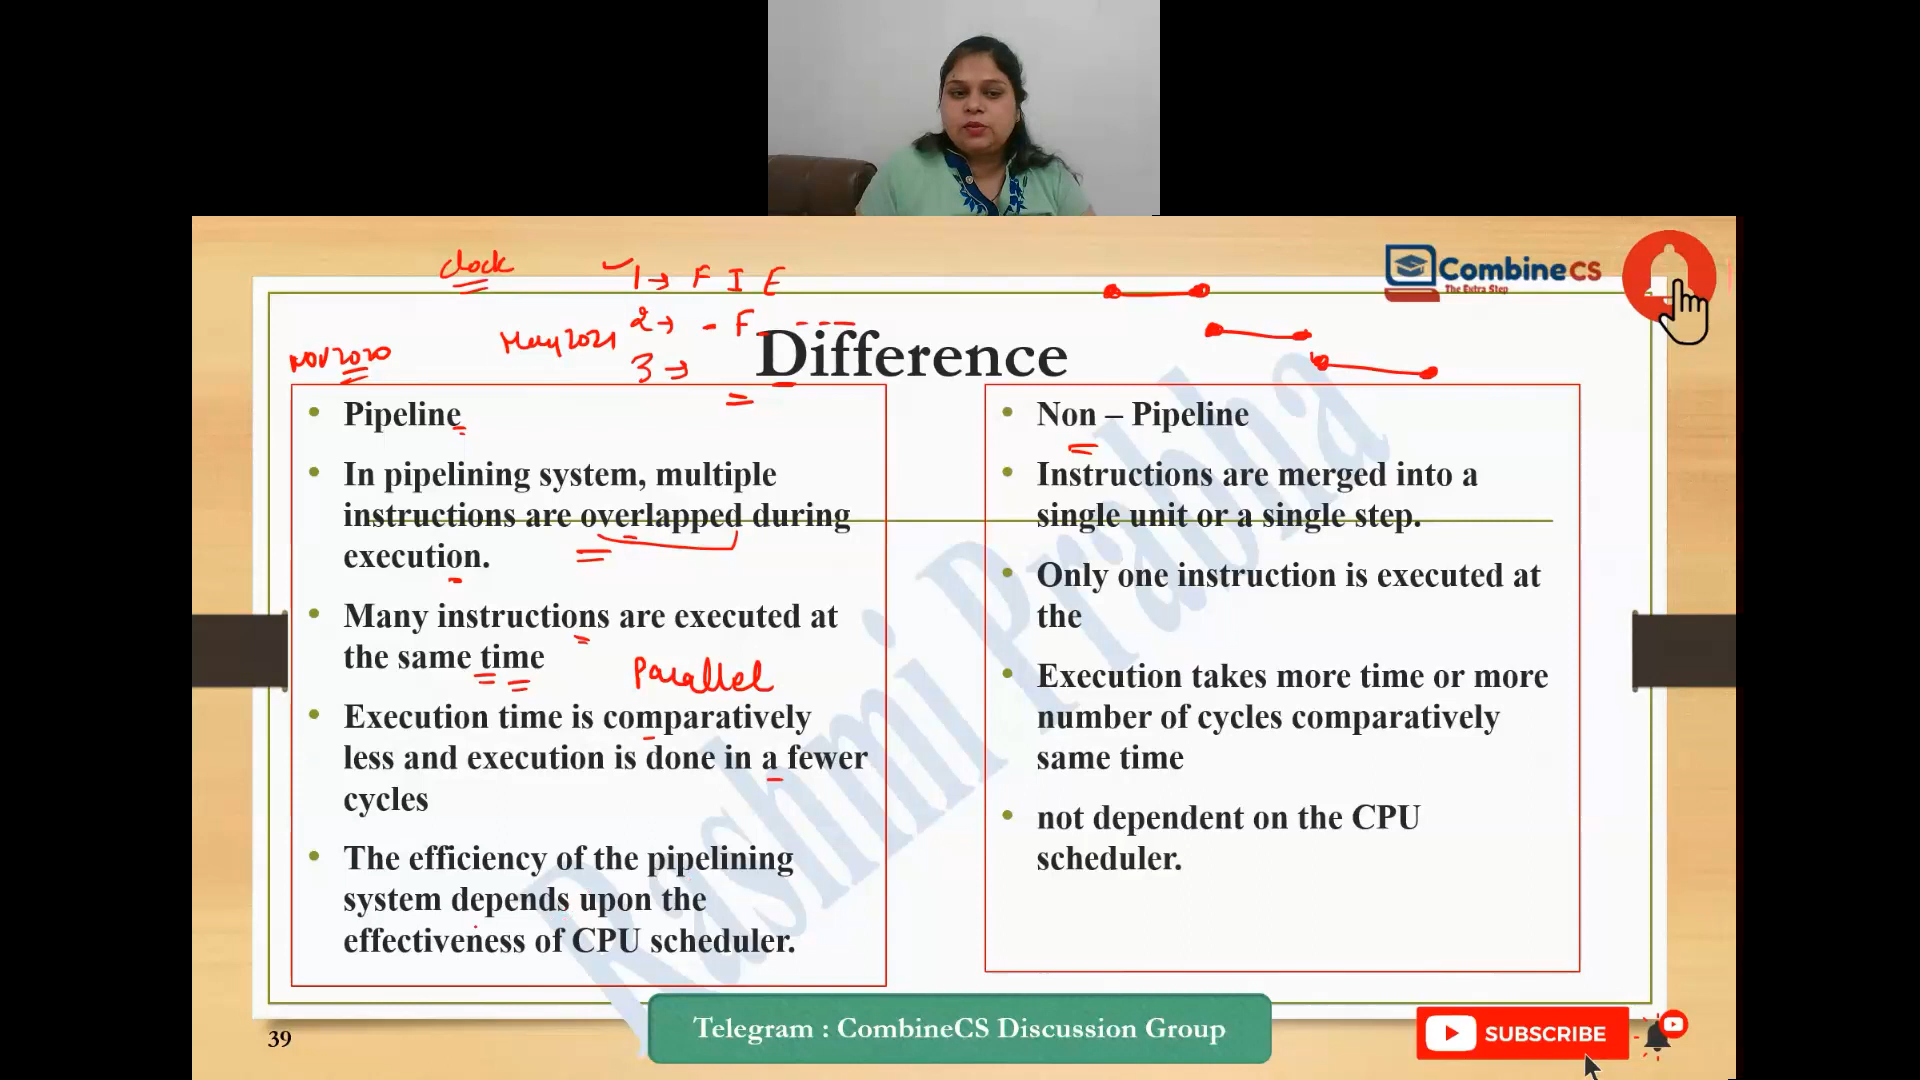 clock
1 → F I E
CombineCS
The Extra Step
2 → - F - - -
May 2021
Nov 2020
3 →
Difference
• Pipeline
• In pipelining system, multiple
instructions are overlapped during
execution.
• Many instructions are executed at
the same time
Parallel
• Execution time is comparatively
less and execution is done in a fewer
cycles
• The efficiency of the pipelining
system depends upon the
effectiveness of CPU scheduler.
• Non – Pipeline
• Instructions are merged into a
single unit or a single step.
• Only one instruction is executed at
the
• Execution takes more time or more
number of cycles comparatively
same time
• not dependent on the CPU
scheduler.
Rashmi Prabha
39
Telegram : CombineCS Discussion Group
SUBSCRIBE